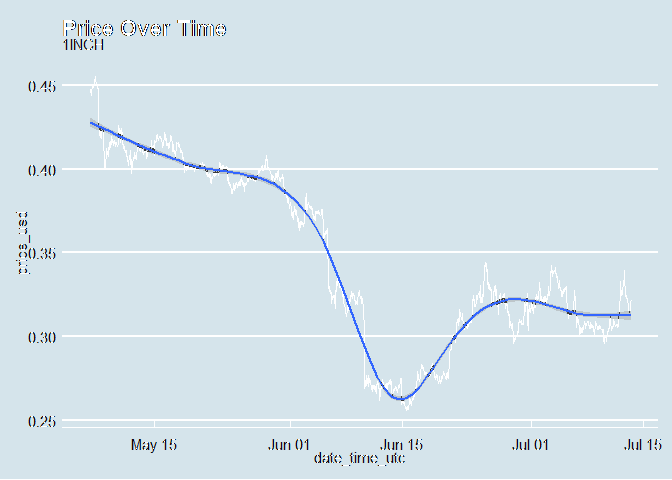 Price Over Time
1INCH
0.45
0.40
0.35
0.30
0.25
price_usd
May 15
Jun 01
Jun 15
Jul 01
Jul 15
date_time_utc